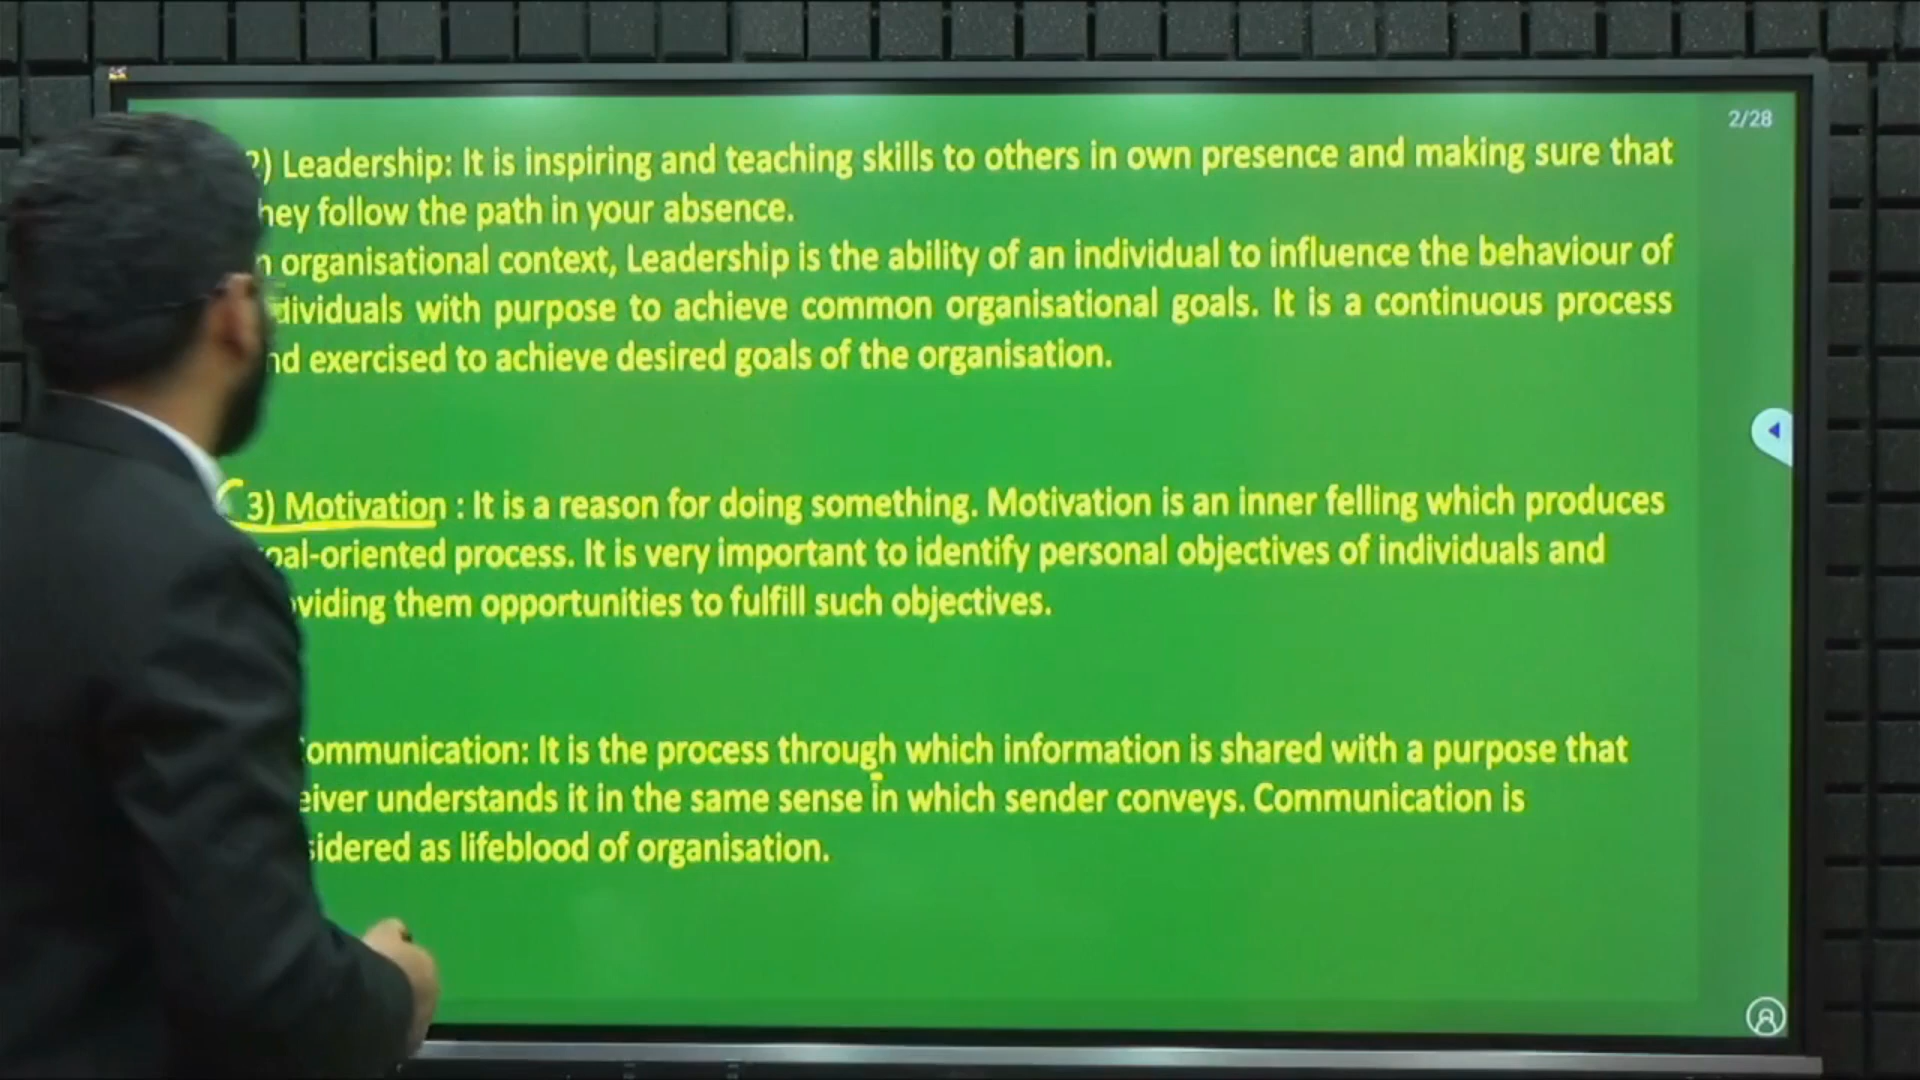 2/28
) Leadership: It is inspiring and teaching skills to others in own presence and making sure that
hey follow the path in your absence.
n organisational context, Leadership is the ability of an individual to influence the behaviour of
dividuals with purpose to achieve common organisational goals. It is a continuous process
nd exercised to achieve desired goals of the organisation.
3) Motivation : It is a reason for doing something. Motivation is an inner felling which produces
oal-oriented process. It is very important to identify personal objectives of individuals and
viding them opportunities to fulfill such objectives.
ommunication: It is the process through which information is shared with a purpose that
eiver understands it in the same sense in which sender conveys. Communication is
sidered as lifeblood of organisation.